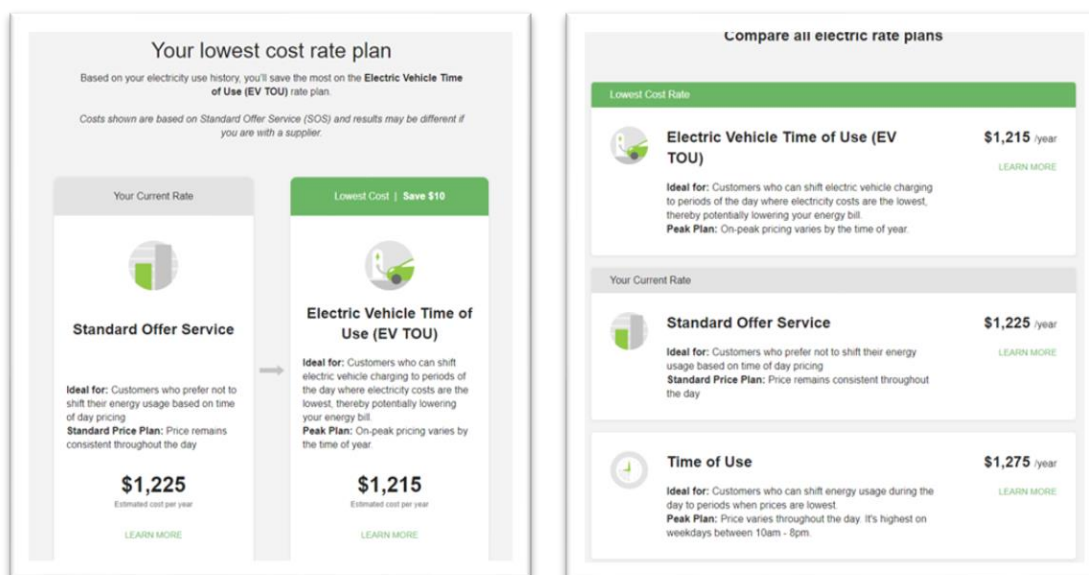 Your lowest cost rate plan
Based on your electricity use history, you'll save the most on the Electric Vehicle Time
of Use (EV TOU) rate plan.
Costs shown are based on Standard Offer Service (SOS) and results may be different if
you are with a supplier.
Your Current Rate
Standard Offer Service
Ideal for: Customers who prefer not to
shift their energy usage based on time
of day pricing
Standard Price Plan: Price remains
consistent throughout the day
$1,225
Estimated cost per year
LEARN MORE
Lowest Cost | Save $10
Electric Vehicle Time of
Use (EV TOU)
Ideal for: Customers who can shift
electric vehicle charging to periods of
the day where electricity costs are the
lowest, thereby potentially lowering
your energy bill.
Peak Plan: On-peak pricing varies by
the time of year.
$1,215
Estimated cost per year
LEARN MORE
Compare all electric rate plans
Lowest Cost Rate
Electric Vehicle Time of Use (EV
TOU)
$1,215 /year
LEARN MORE
Ideal for: Customers who can shift electric vehicle charging
to periods of the day where electricity costs are the lowest,
thereby potentially lowering your energy bill.
Peak Plan: On-peak pricing varies by the time of year.
Your Current Rate
Standard Offer Service
$1,225 /year
LEARN MORE
Ideal for: Customers who prefer not to shift their energy
usage based on time of day pricing
Standard Price Plan: Price remains consistent throughout
the day
Time of Use
$1,275 /year
LEARN MORE
Ideal for: Customers who can shift energy usage during the
day to periods when prices are lowest.
Peak Plan: Price varies throughout the day. It's highest on
weekdays between 10am - 8pm.